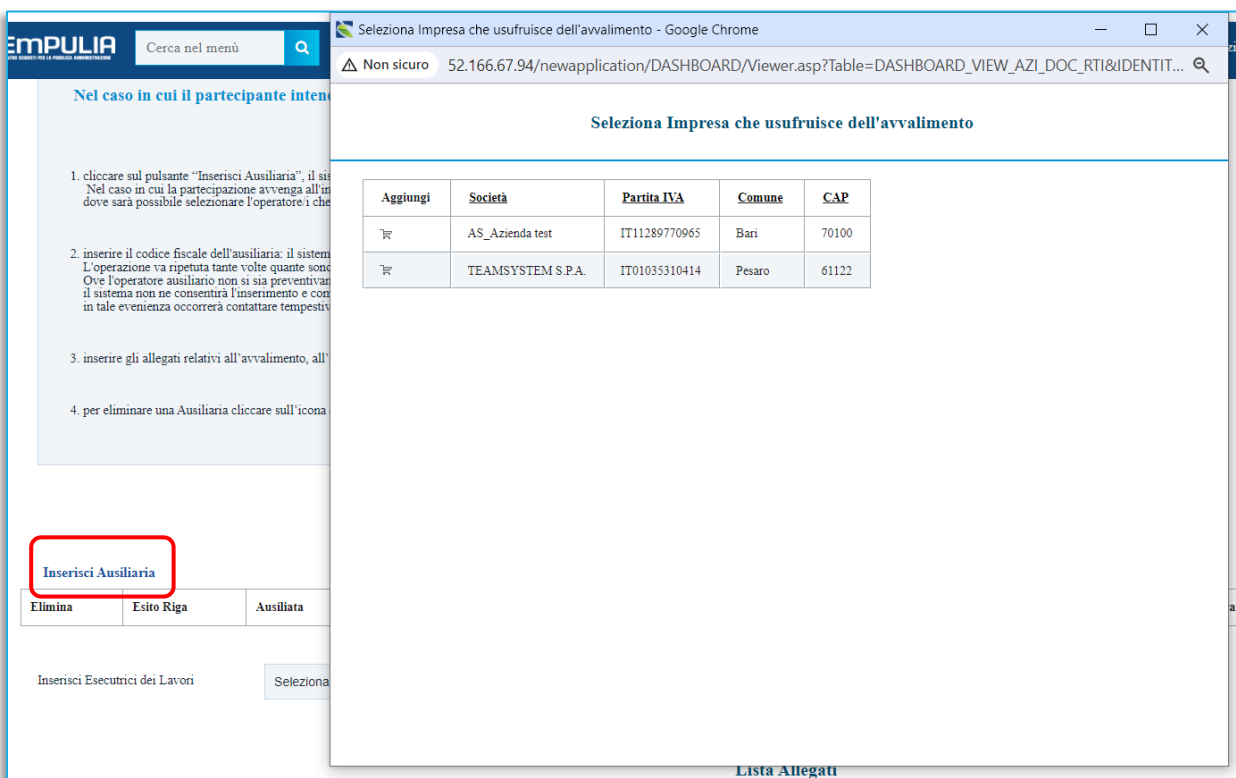 EmPULIA
Cerca nel menù
Nel caso in cui il partecipante inten
1. cliccare sul pulsante “Inserisci Ausiliaria”, il si
Nel caso in cui la partecipazione avvenga all'i
dove sarà possibile selezionare l'operatore/i che
2. inserire il codice fiscale dell'ausiliaria: il sistem
L'operazione va ripetuta tante volte quante sono
Ove l'operatore ausiliario non si sia preventivam
il sistema non ne consentirà l'inserimento e com
in tale evenienza occorrerà contattare tempestiv
3. inserire gli allegati relativi all’avvalimento, all’
4. per eliminare una Ausiliaria cliccare sull’icona
Inserisci Ausiliaria
Elimina Esito Riga Ausiliata
Inserisci Esecutrici dei Lavori Seleziona
Lista Allegati
Seleziona Impresa che usufruisce dell'avvalimento - Google Chrome
Non sicuro 52.166.67.94/newapplication/DASHBOARD/Viewer.asp?Table=DASHBOARD_VIEW_AZI_DOC_RTI&IDENTIT...
Seleziona Impresa che usufruisce dell'avvalimento
Aggiungi Società Partita IVA Comune CAP
AS_Azienda test IT11289770965 Bari 70100
TEAMSYSTEM S.P.A. IT01035310414 Pesaro 61122